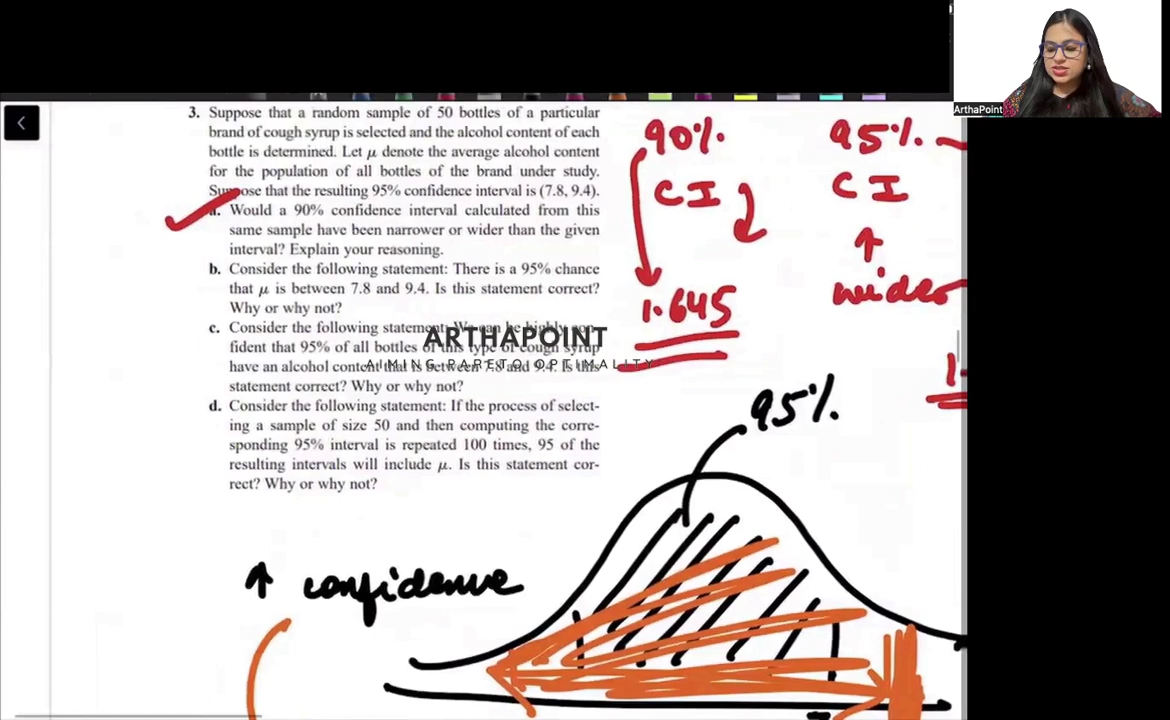 ArthaPoint
3. Suppose that a random sample of 50 bottles of a particular
brand of cough syrup is selected and the alcohol content of each
bottle is determined. Let μ denote the average alcohol content
for the population of all bottles of the brand under study.
Suppose that the resulting 95% confidence interval is (7.8, 9.4).
a. Would a 90% confidence interval calculated from this
same sample have been narrower or wider than the given
interval? Explain your reasoning.
b. Consider the following statement: There is a 95% chance
that μ is between 7.8 and 9.4. Is this statement correct?
Why or why not?
c. Consider the following statement: We can be highly con-
fident that 95% of all bottles of this type of cough syrup
have an alcohol content that is between 7.8 and 9.4. Is this
statement correct? Why or why not?
d. Consider the following statement: If the process of select-
ing a sample of size 50 and then computing the corre-
sponding 95% interval is repeated 100 times, 95 of the
resulting intervals will include μ. Is this statement cor-
rect? Why or why not?
ARTHAPOINT
AIMING PARETO OPTIMALITY
90%
CI
1.645
95%
CI
↑
wider
95%
↑ confidence